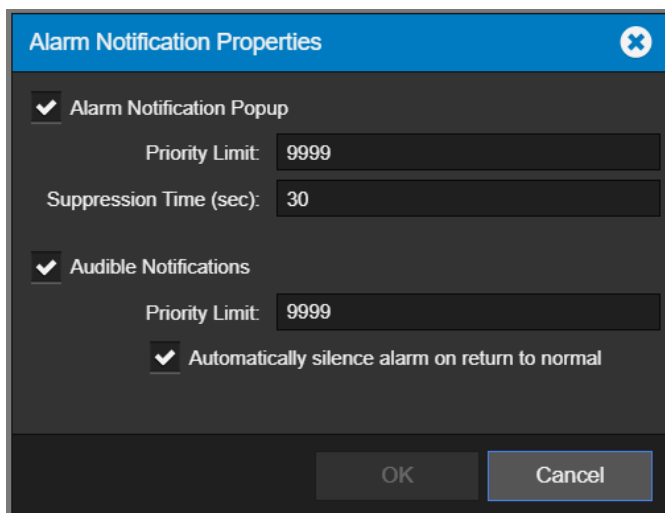 Alarm Notification Properties
Alarm Notification Popup
Priority Limit: 9999
Suppression Time (sec): 30
Audible Notifications
Priority Limit: 9999
Automatically silence alarm on return to normal
OK Cancel